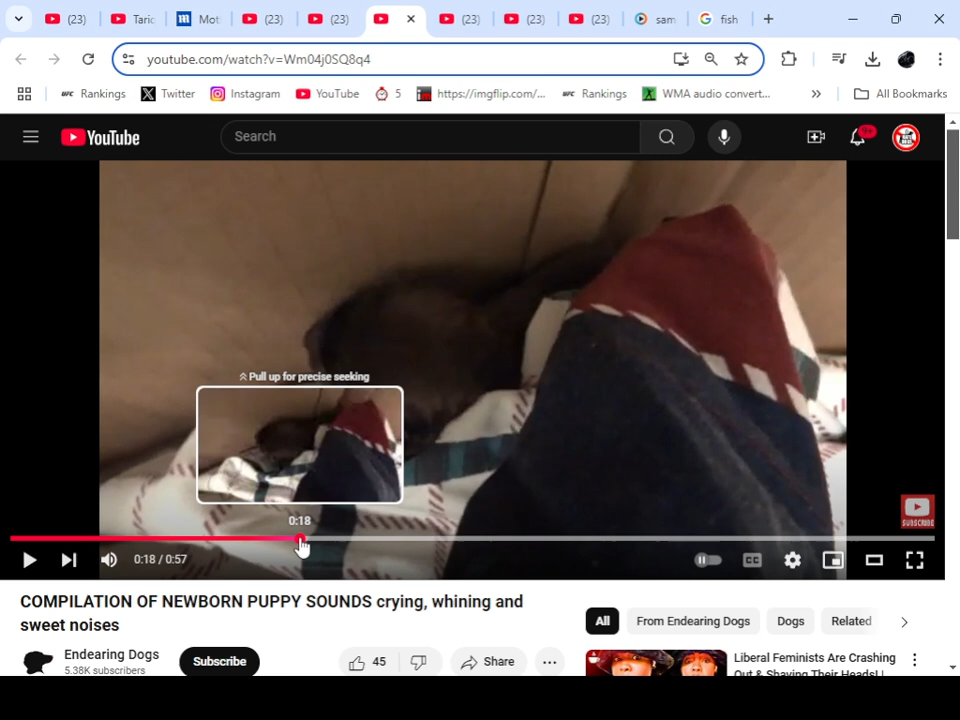 (23)
Taric
Mot
(23)
(23)
(23)
(23)
(23)
sam
fish
youtube.com/watch?v=Wm04j0SQ8q4
UFC Rankings
Twitter
Instagram
YouTube
5
https://imgflip.com/...
UFC Rankings
WMA audio convert...
All Bookmarks
YouTube
Search
9+
Pull up for precise seeking
0:18
SUBSCRIBE
0:18 / 0:57
CC
COMPILATION OF NEWBORN PUPPY SOUNDS crying, whining and
sweet noises
Endearing Dogs
5.38K subscribers
Subscribe
45
Share
All
From Endearing Dogs
Dogs
Related
Liberal Feminists Are Crashing
Out & Shaving Their Heads! |